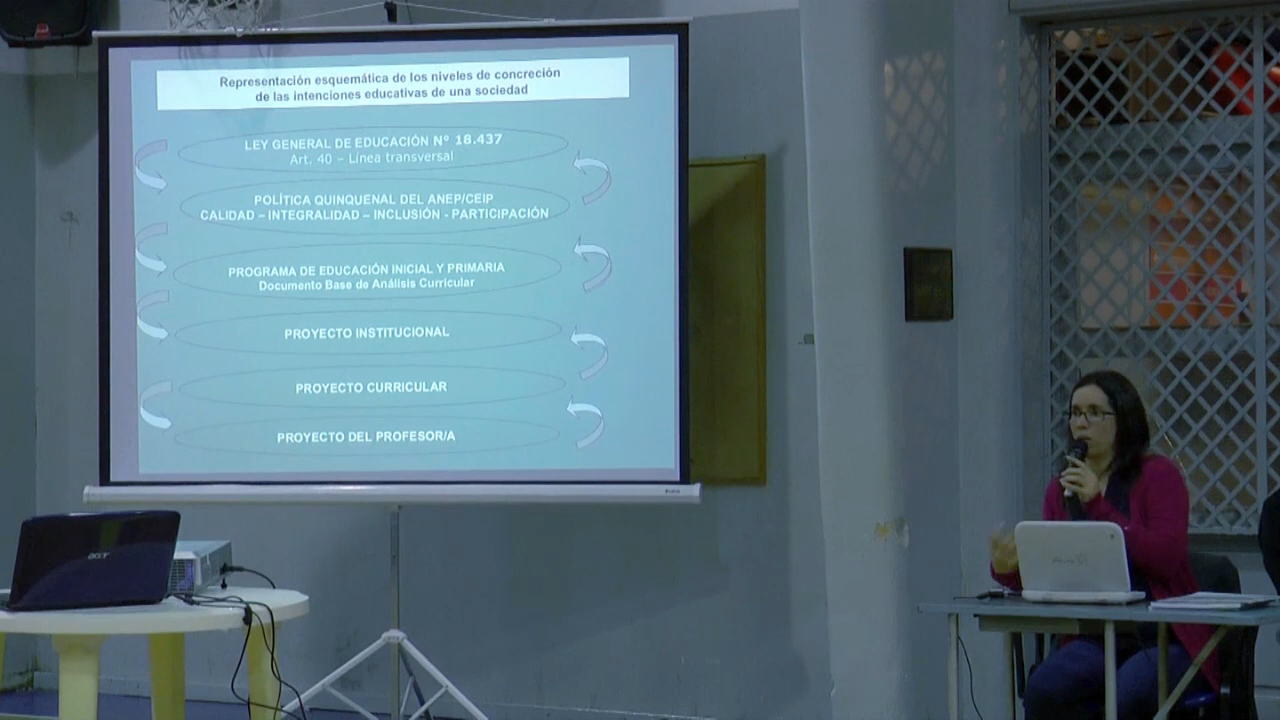 Representación esquemática de los niveles de concreción
de las intenciones educativas de una sociedad
LEY GENERAL DE EDUCACIÓN Nº 18.437
Art. 40 – Línea transversal
POLÍTICA QUINQUENAL DEL ANEP/CEIP
CALIDAD – INTEGRALIDAD – INCLUSIÓN - PARTICIPACIÓN
PROGRAMA DE EDUCACIÓN INICIAL Y PRIMARIA
Documento Base de Análisis Curricular
PROYECTO INSTITUCIONAL
PROYECTO CURRICULAR
PROYECTO DEL PROFESOR/A
acer